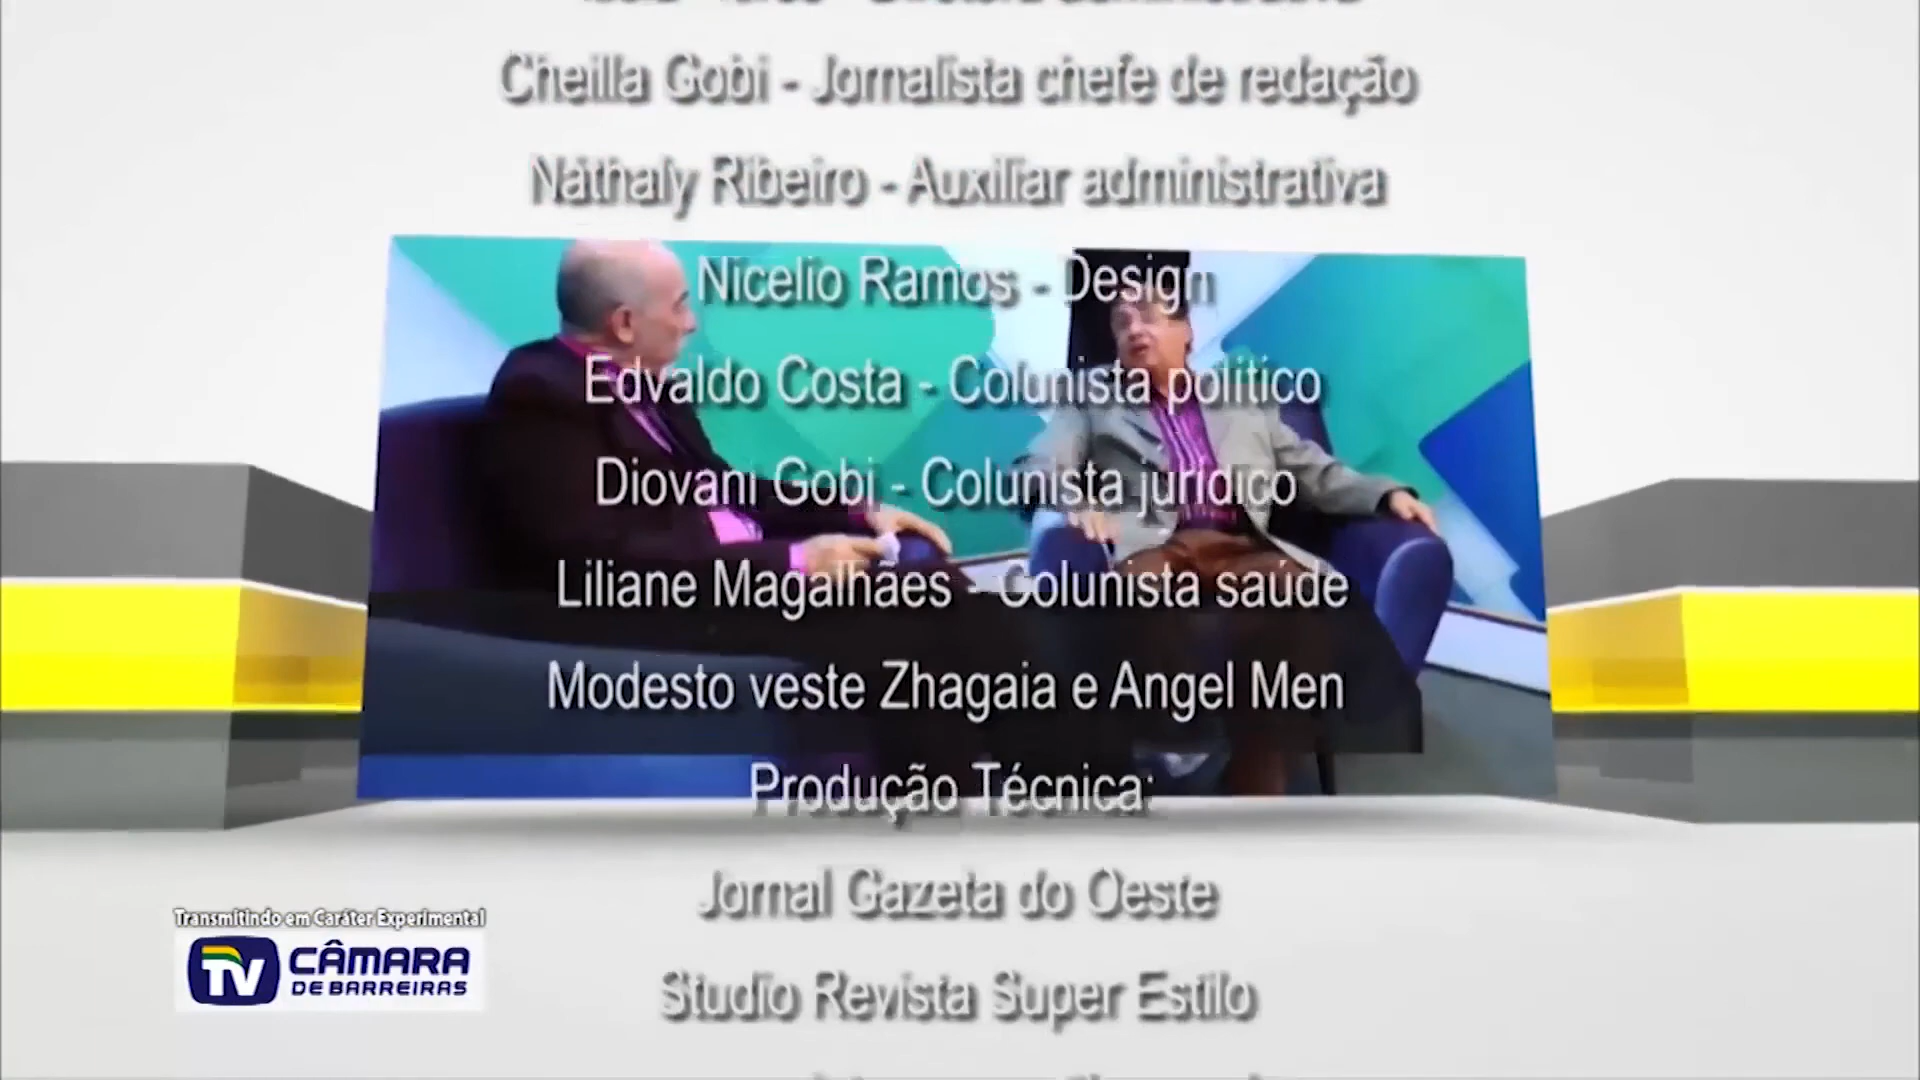 Cheilla Gobi - Jornalista chefe de redação
Nathaly Ribeiro - Auxiliar administrativa
Nicelio Ramos - Design
Edvaldo Costa - Colunista político
Diovani Gobi - Colunista jurídico
Liliane Magalhães - Colunista saúde
Modesto veste Zhagaia e Angel Men
Produção Técnica:
Jornal Gazeta do Oeste
Studio Revista Super Estilo
Transmitindo em Caráter Experimental
TV CÂMARA
DE BARREIRAS